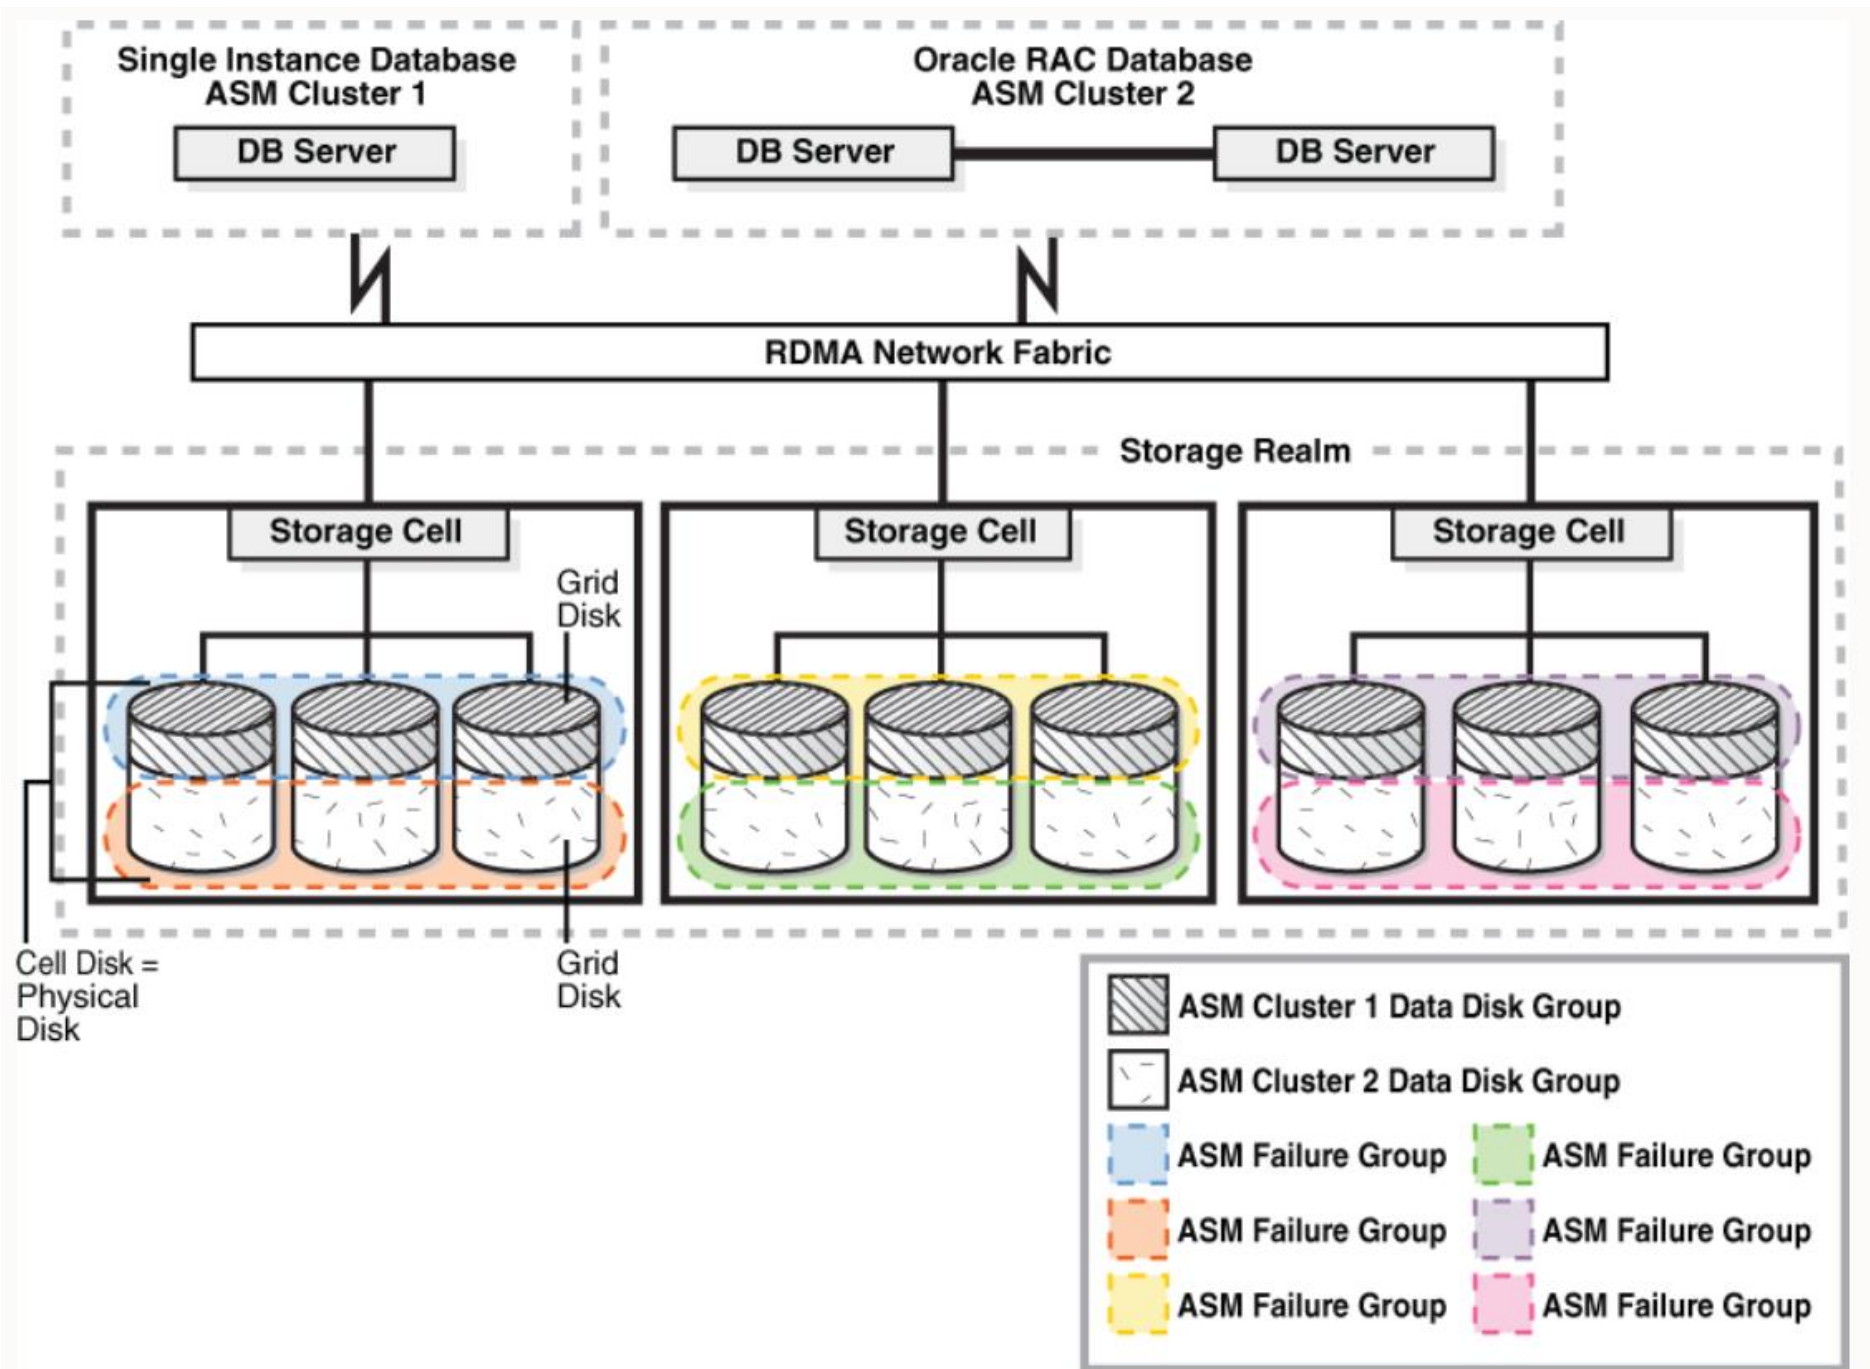 Single Instance Database
ASM Cluster 1
DB Server
Oracle RAC Database
ASM Cluster 2
DB Server
DB Server
RDMA Network Fabric
Storage Realm
Storage Cell
Storage Cell
Storage Cell
Grid
Disk
Cell Disk =
Physical
Disk
Grid
Disk
ASM Cluster 1 Data Disk Group
ASM Cluster 2 Data Disk Group
ASM Failure Group
ASM Failure Group
ASM Failure Group
ASM Failure Group
ASM Failure Group
ASM Failure Group